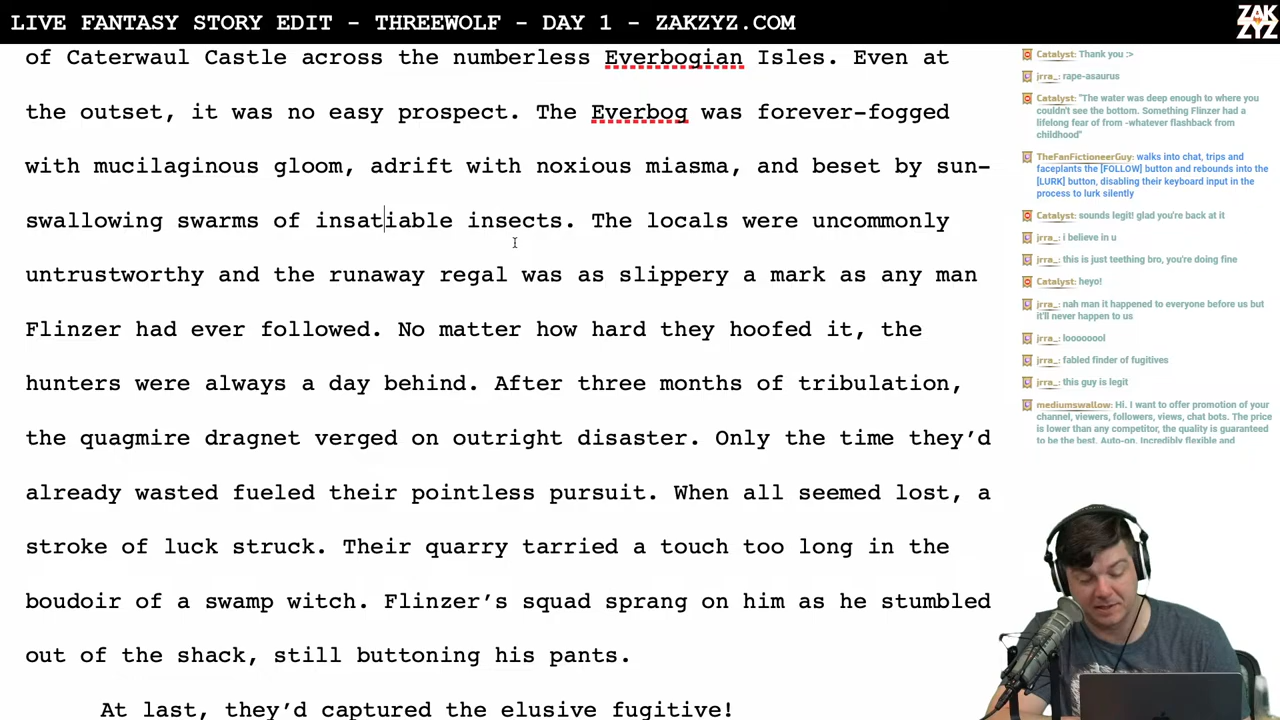 LIVE FANTASY STORY EDIT - THREEWOLF - DAY 1 - ZAKZYZ.COM
ZAK
ZYZ
of Caterwaul Castle across the numberless Everbogian Isles. Even at
the outset, it was no easy prospect. The Everbog was forever-fogged
with mucilaginous gloom, adrift with noxious miasma, and beset by sun-
swallowing swarms of insatiable insects. The locals were uncommonly
untrustworthy and the runaway regal was as slippery a mark as any man
Flinzer had ever followed. No matter how hard they hoofed it, the
hunters were always a day behind. After three months of tribulation,
the quagmire dragnet verged on outright disaster. Only the time they’d
already wasted fueled their pointless pursuit. When all seemed lost, a
stroke of luck struck. Their quarry tarried a touch too long in the
boudoir of a swamp witch. Flinzer’s squad sprang on him as he stumbled
out of the shack, still buttoning his pants.
At last, they’d captured the elusive fugitive!
Catalyst: Thank you :>
jrra_: rape-asaurus
Catalyst: "The water was deep enough to where you
couldn't see the bottom. Something Flinzer had a
lifelong fear of from -whatever flashback from
childhood"
TheFanFictioneerGuy: walks into chat, trips and
faceplants the [FOLLOW] button and rebounds into the
[LURK] button, disabling their keyboard input in the
process to lurk silently
Catalyst: sounds legit! glad you're back at it
jrra_: i believe in u
jrra_: this is just teething bro, you're doing fine
Catalyst: heyo!
jrra_: nah man it happened to everyone before us but
it'll never happen to us
jrra_: looooool
jrra_: fabled finder of fugitives
jrra_: this guy is legit
mediumswallow: Hi. I want to offer promotion of your
channel, viewers, followers, views, chat bots. The price
is lower than any competitor, the quality is guaranteed
to be the best. Auto-on. Incredibly flexible and